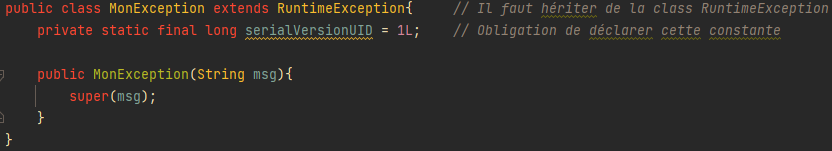 public class MonException extends RuntimeException{     // Il faut hériter de la class RuntimeException
    private static final long serialVersionUID = 1L;    // Obligation de déclarer cette constante

    public MonException(String msg){
        super(msg);
    }
}